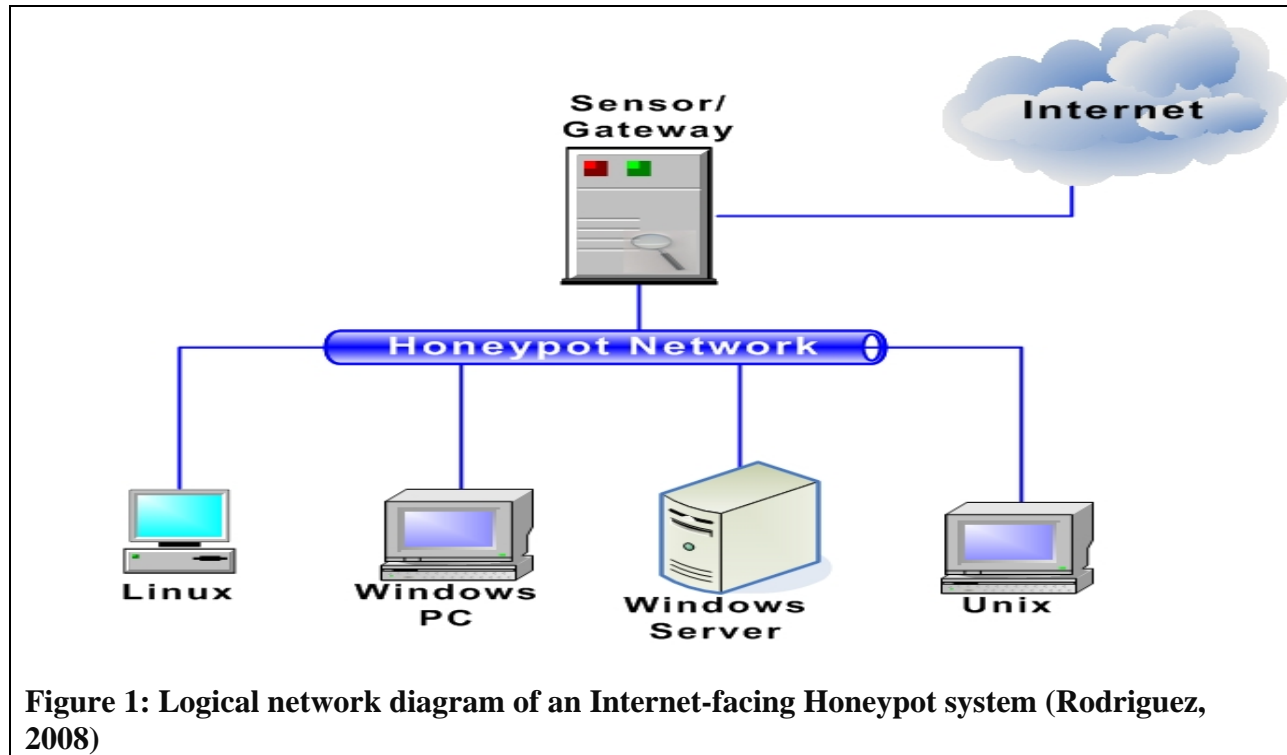 Internet
Sensor/
Gateway
Honeypot Network
Linux
Windows
PC
Windows
Server
Unix
Figure 1: Logical network diagram of an Internet-facing Honeypot system (Rodriguez,
2008)